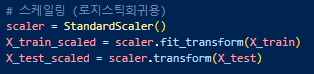 # 스케일링 (로지스틱회귀용)
scaler = StandardScaler()
X_train_scaled = scaler.fit_transform(X_train)
X_test_scaled = scaler.transform(X_test)